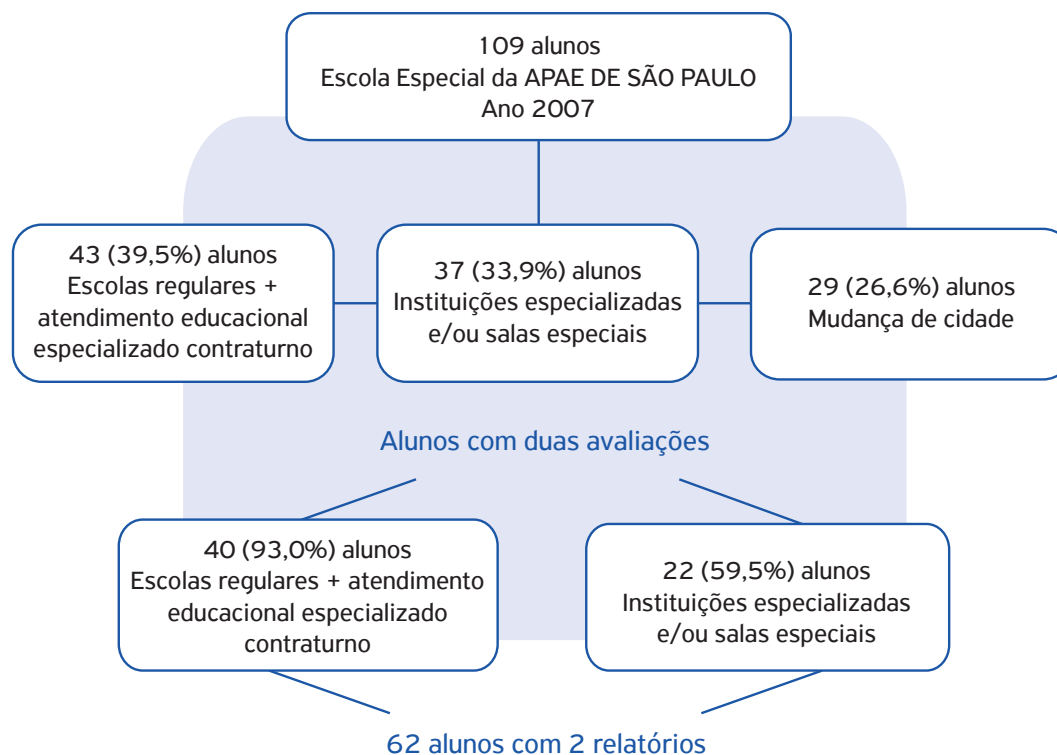 109 alunos
Escola Especial da APAE DE SÃO PAULO
Ano 2007
43 (39,5%) alunos
Escolas regulares +
atendimento educacional
especializado contraturno
37 (33,9%) alunos
Instituições especializadas
e/ou salas especiais
29 (26,6%) alunos
Mudança de cidade
Alunos com duas avaliações
40 (93,0%) alunos
Escolas regulares + atendimento
educacional especializado
contraturno
22 (59,5%) alunos
Instituições especializadas
e/ou salas especiais
62 alunos com 2 relatórios